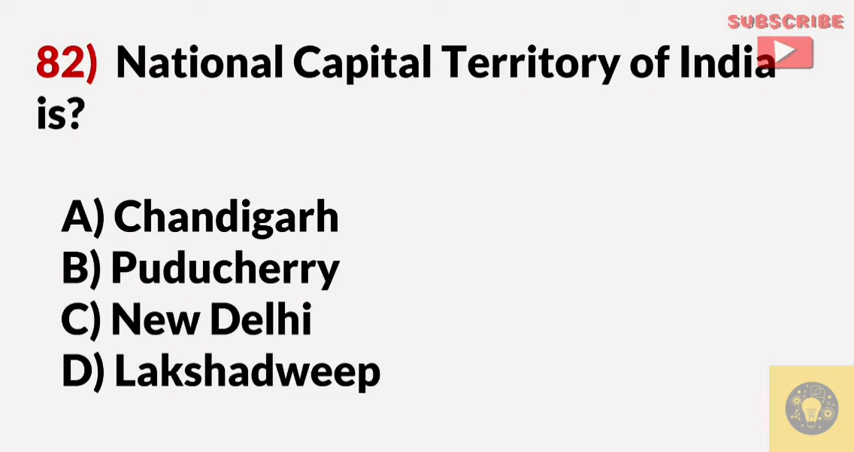 SUBSCRIBE
82) National Capital Territory of India
is?
A) Chandigarh
B) Puducherry
C) New Delhi
D) Lakshadweep